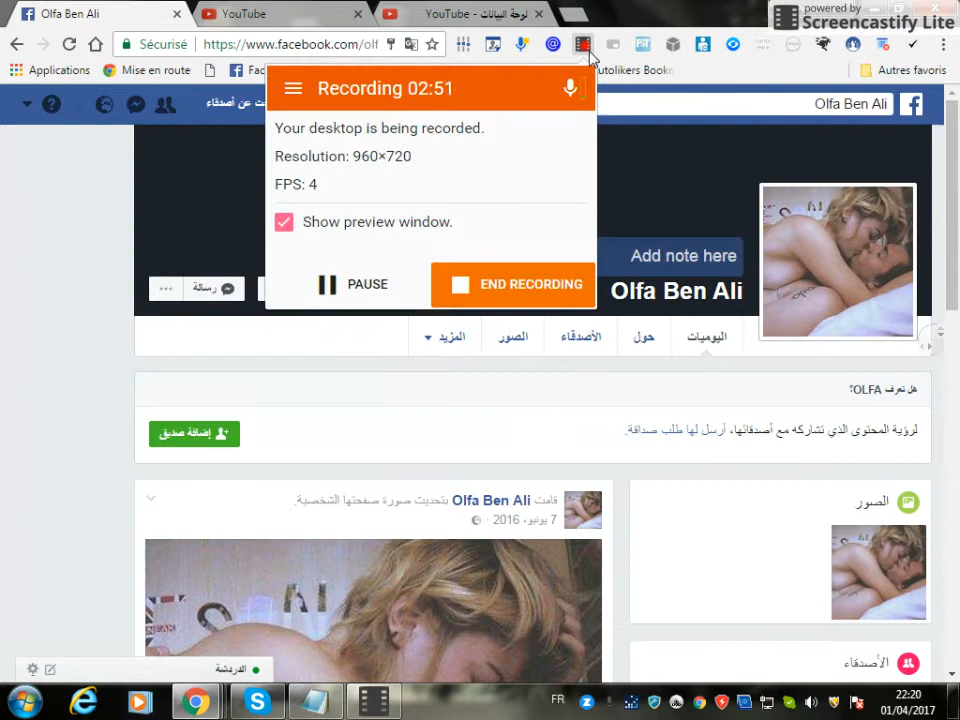 Olfa Ben Ali
YouTube
YouTube - لوحة البيانات
powered by
Screencastify Lite
Sécurisé
https://www.facebook.com/olf
Applications
Mise en route
Autolikers Bookn
Autres favoris
Recording 02:51
Your desktop is being recorded.
Resolution: 960×720
FPS: 4
Show preview window.
PAUSE
END RECORDING
Olfa Ben Ali
عن أصدقاء
رسالة
Add note here
Olfa Ben Ali
اليوميات
حول
الأصدقاء
الصور
المزيد
هل تعرف OLFA؟
لرؤية المحتوى الذي تشاركه مع أصدقائها، أرسل لها طلب صداقة.
إضافة صديق
قامت Olfa Ben Ali بتحديث صورة صفحتها الشخصية.
7 يونيو، 2016
الصور
الأصدقاء
الدردشة
FR
22:20
01/04/2017